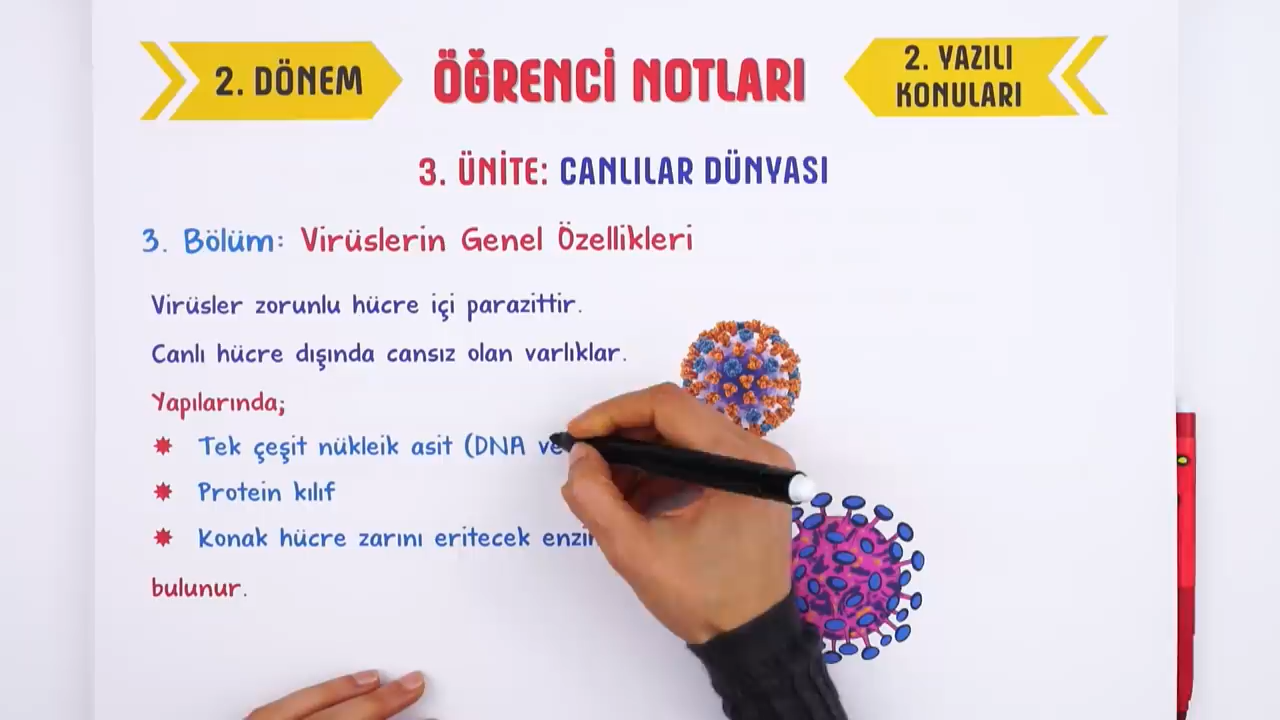 2. DÖNEM
ÖĞRENCİ NOTLARI
2. YAZILI
KONULARI
3. ÜNİTE: CANLILAR DÜNYASI
3. Bölüm: Virüslerin Genel Özellikleri
Virüsler zorunlu hücre içi parazittir.
Canlı hücre dışında cansız olan varlıklar.
Yapılarında;
Tek çeşit nükleik asit (DNA
Protein kılıf
Konak hücre zarını eritecek
bulunur.